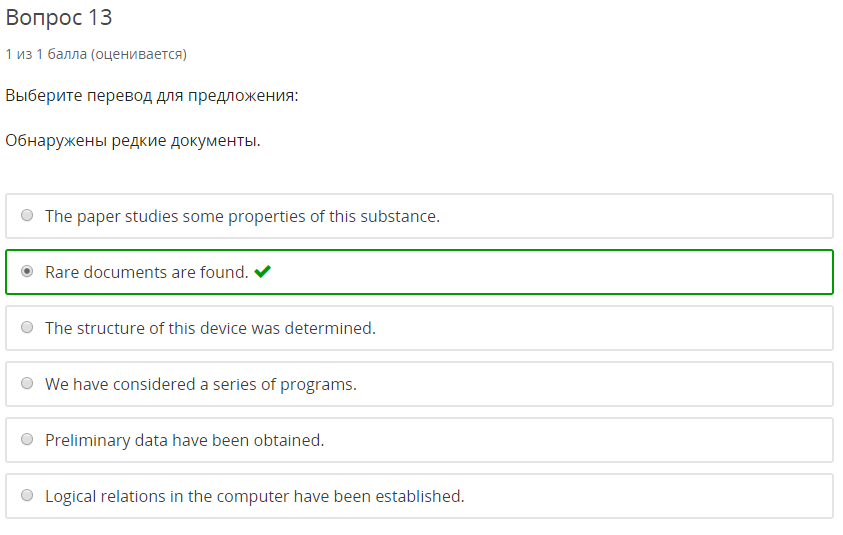 Вопрос 13
1 из 1 балла (оценивается)
Выберите перевод для предложения:
Обнаружены редкие документы.
The paper studies some properties of this substance.
Rare documents are found.
The structure of this device was determined.
We have considered a series of programs.
Preliminary data have been obtained.
Logical relations in the computer have been established.